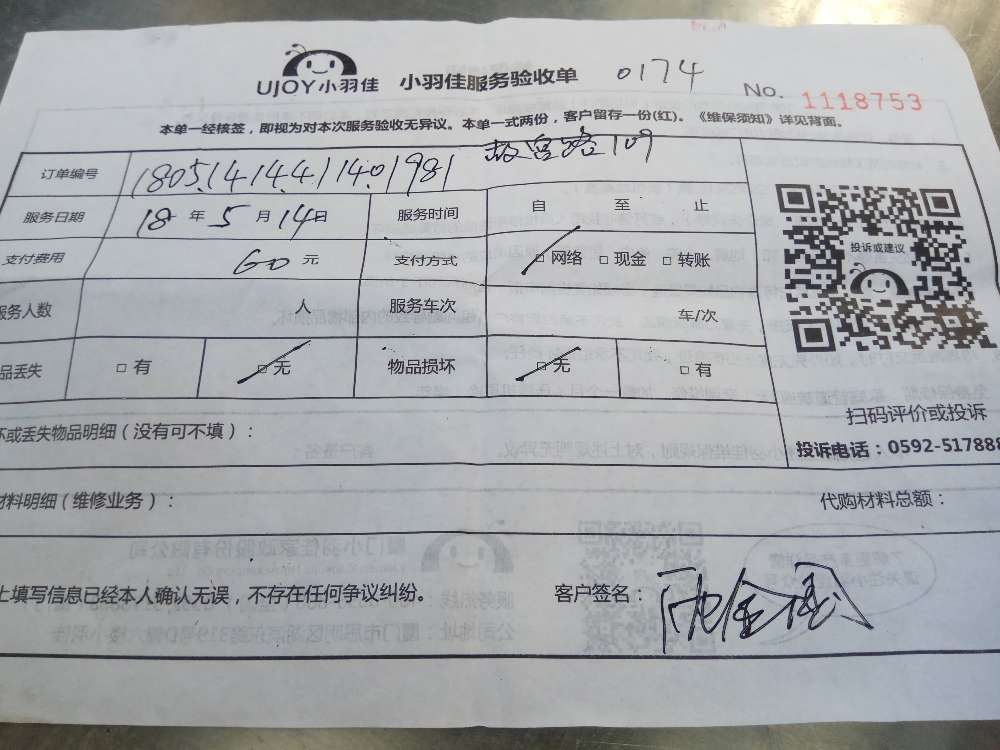 UJOY小羽佳 小羽佳服务验收单 0174 No. 1118753
本单一经核签，即视为对本次服务验收无异议。本单一式两份，客户留存一份(红)。《维保须知》详见背面。
故宫路109
订单编号 18051414411401981
服务日期 18 年 5 月 14 日 服务时间 自 至 止
支付费用 60 元 支付方式 □ 网络 □ 现金 □ 转账
服务人数 人 服务车次 车/次
品丢失 □ 有 □ 无 物品损坏 □ 无 □ 有
投诉或建议
扫码评价或投诉
投诉电话：0592-517888
坏或丢失物品明细（没有可不填）：
材料明细（维修业务）： 代购材料总额：
上填写信息已经本人确认无误，不存在任何争议纠纷。 客户签名：